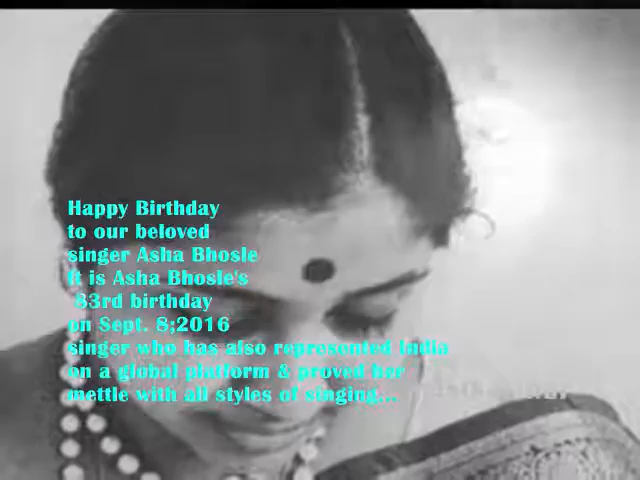 Happy Birthday
to our beloved
singer Asha Bhosle
It is Asha Bhosle's
83rd birthday
on Sept. 8;2016
singer who has also represented India
on a global platform & proved her
mettle with all styles of singing...